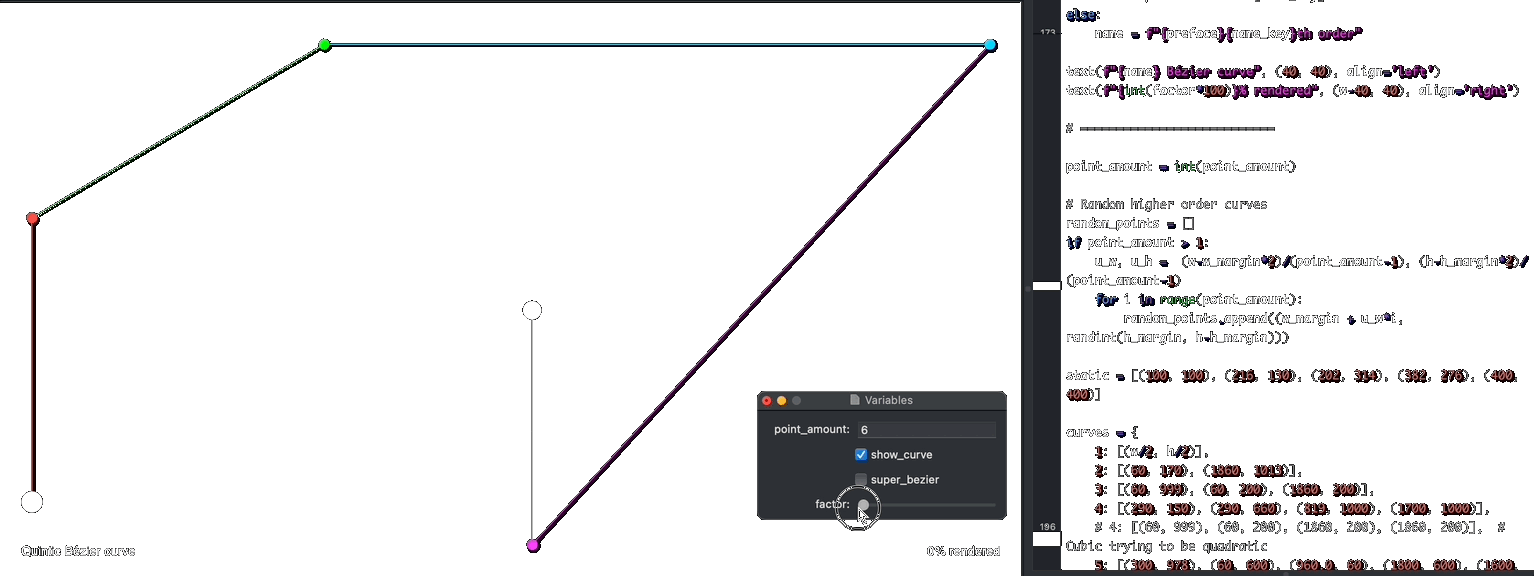 Variables
point_amount: 6
show_curve
super_bezier
factor:
Quintic Bézier curve
0% rendered
else:
173
name = f"{preface}{name_key}th order"
text(f"{name} Bézier curve", (40, 40), align='left')
text(f"{int(factor*100)}% rendered", (w-40, 40), align='right')
#
point_amount = int(point_amount)
# Random higher order curves
random_points = []
if point_amount > 1:
u_w, u_h = (w-w_margin*2)/(point_amount-1), (h-h_margin*2)/
(point_amount-1)
for i in range(point_amount):
random_points.append((w_margin + u_w*i,
randint(h_margin, h-h_margin)))
static = [(100, 100), (216, 130), (202, 314), (382, 276), (400,
400)]
curves = {
1: [(w/2, h/2)],
2: [(60, 170), (1860, 1013)],
3: [(60, 999), (60, 200), (1860, 200)],
4: [(290, 150), (290, 660), (819, 1000), (1700, 1000)],
196
# 4: [(60, 999), (60, 200), (1860, 200), (1860, 200)], #
Cubic trying to be quadratic
5: [(300, 978), (60, 600), (960.0, 60), (1800, 600), (1600,